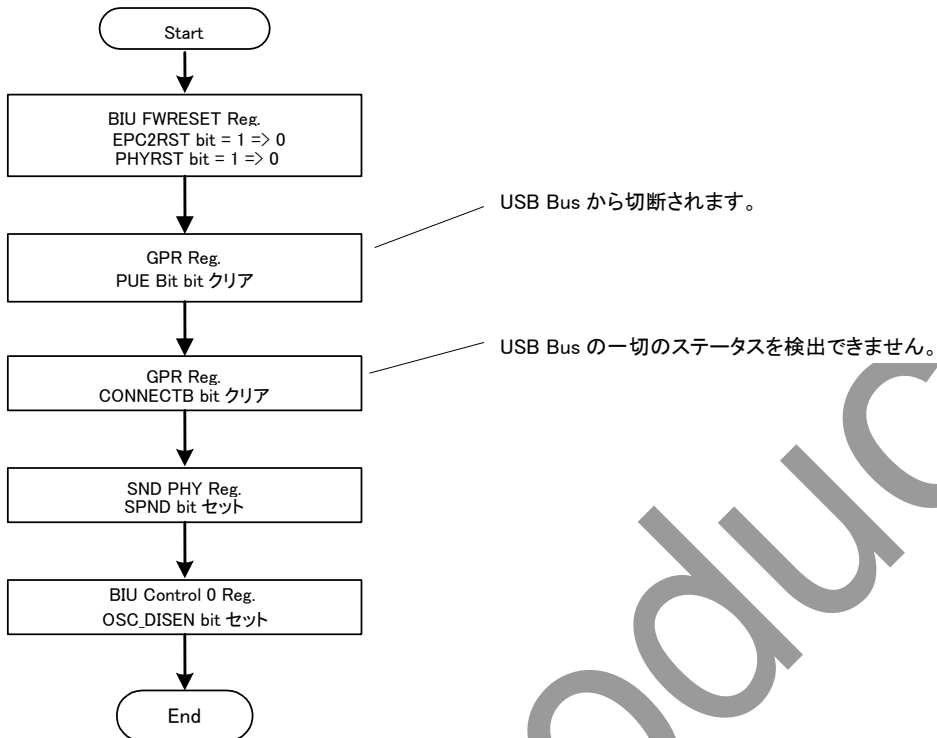 Start
BIU FWRESET Reg.
EPC2RST bit = 1 => 0
PHYRST bit = 1 => 0
USB Bus から切断されます。
GPR Reg.
PUE Bit bit クリア
USB Bus の一切のステータスを検出できません。
GPR Reg.
CONNECTB bit クリア
SND PHY Reg.
SPND bit セット
BIU Control 0 Reg.
OSC_DISEN bit セット
End
oduc